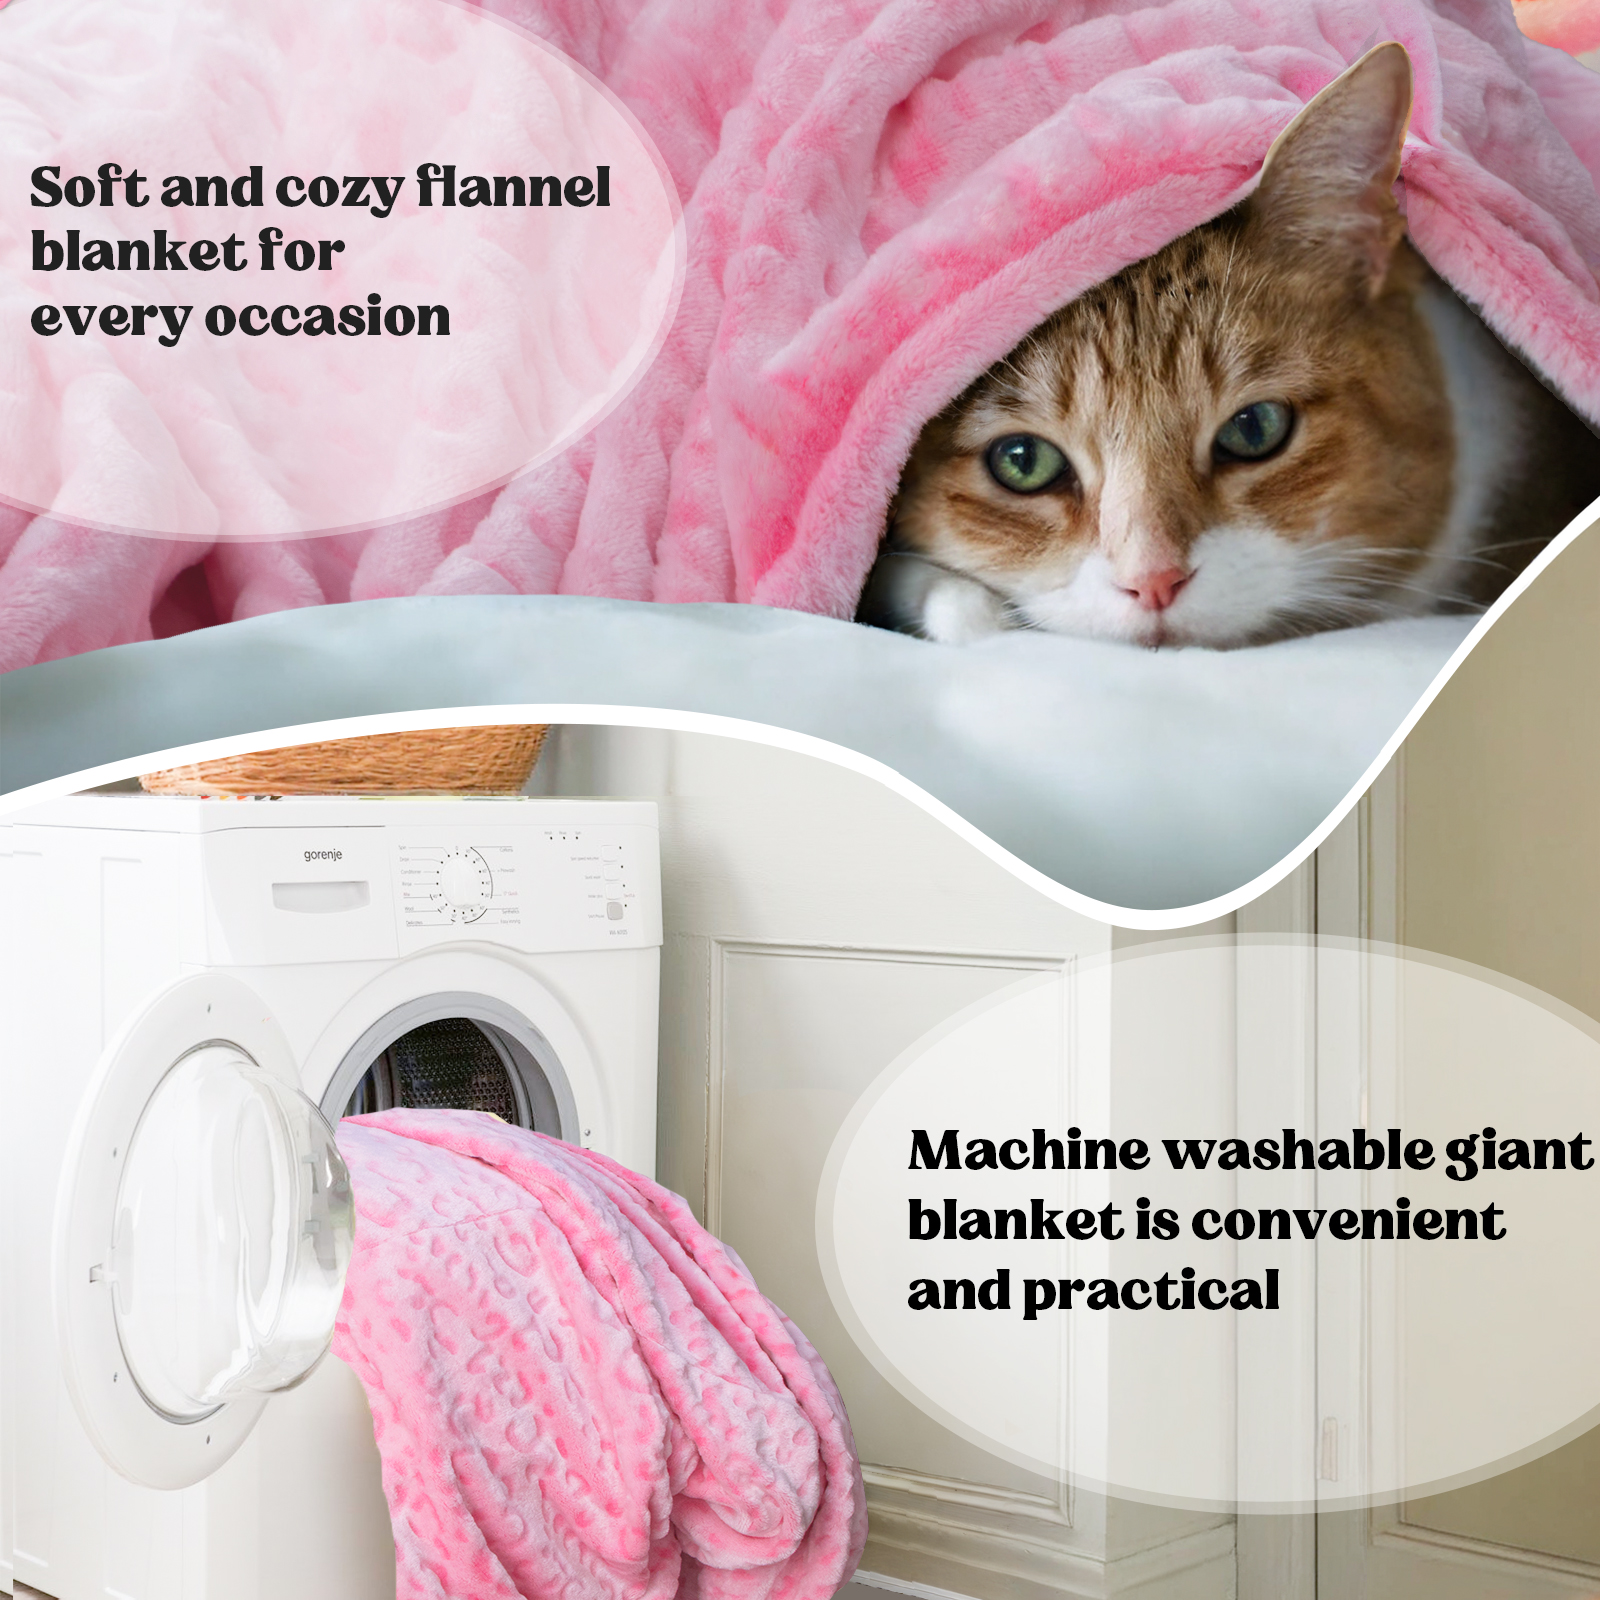 Soft and cozy flannel
blanket for
every occasion
gorenje
Machine washable giant
blanket is convenient
and practical